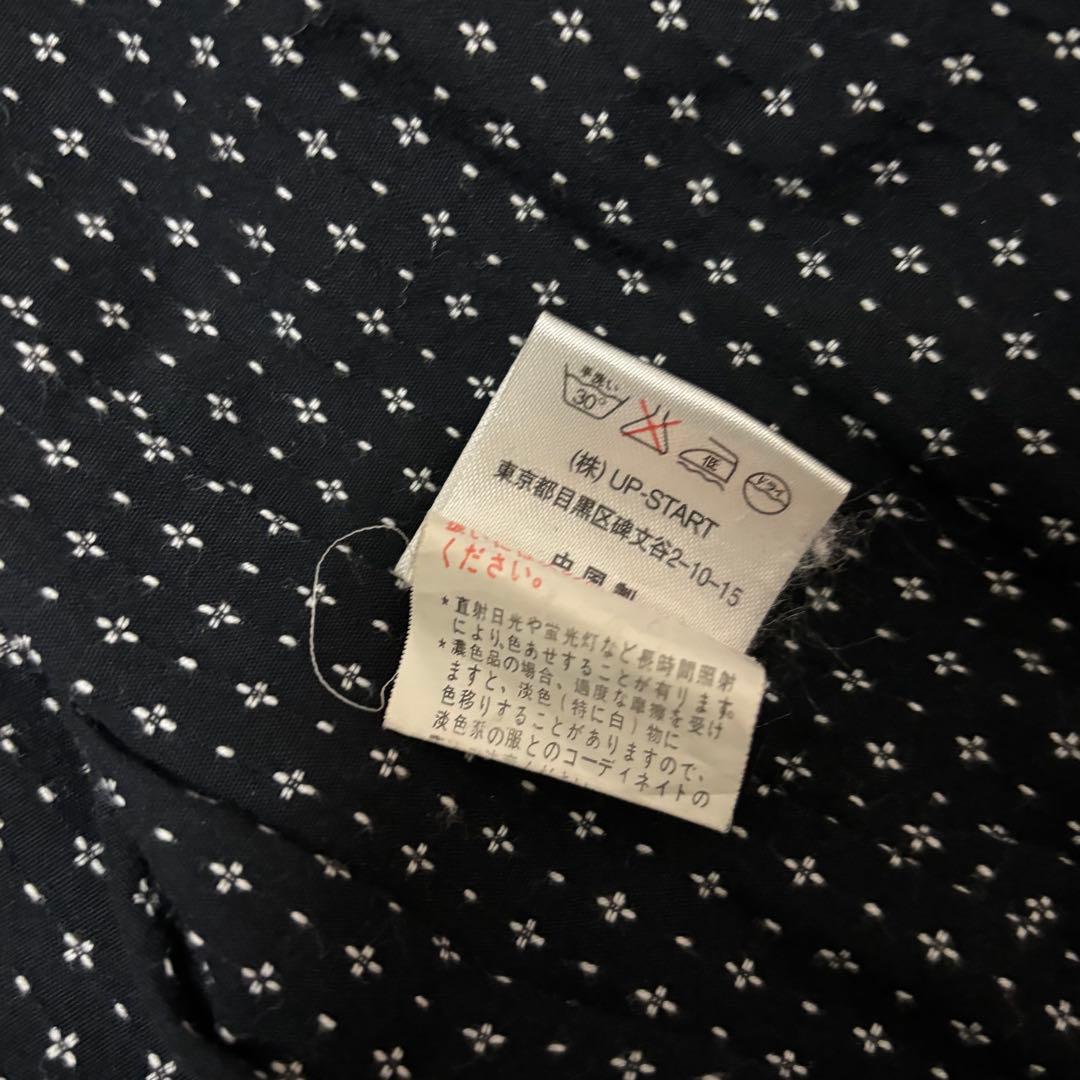 手洗い
30°
低
ドライ
(株) UP-START
東京都目黒区碑文谷2-10-15
中国製
ください。
*直射日光や蛍光灯など長時間照射
により、色あせすることが有ります。
*濃色品の場合、過度な摩擦を受け
ますと、淡色(特に白)物に
色移りすることがありますので、
淡色系の服とのコーディネイトの